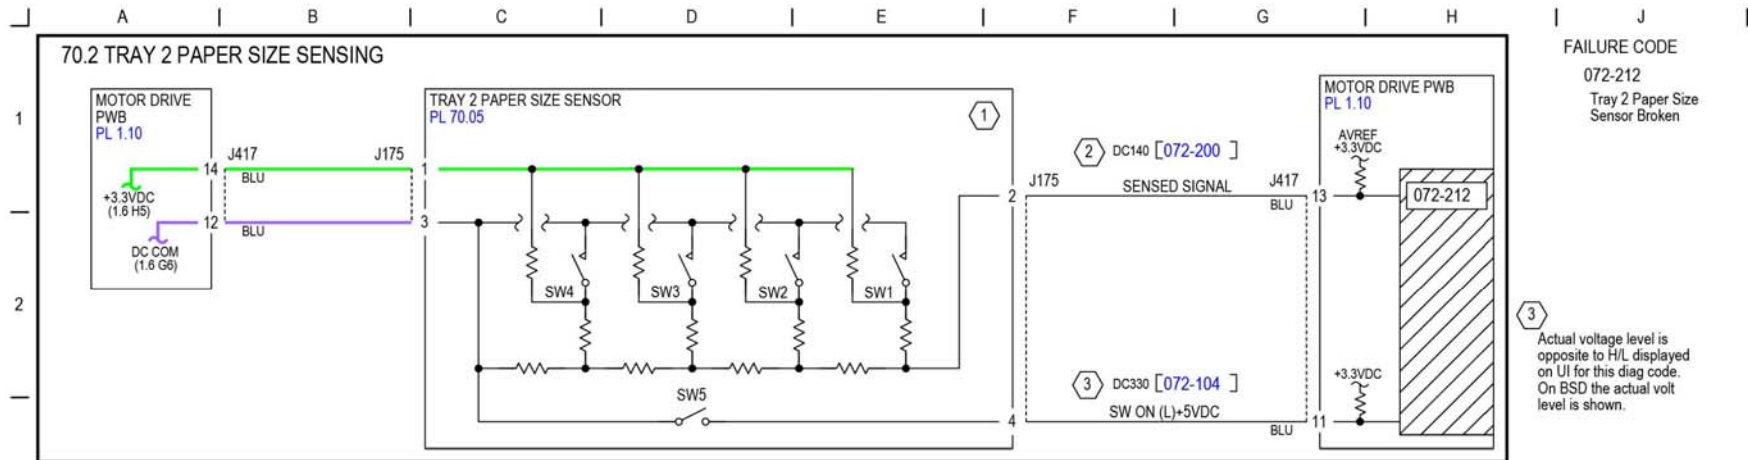 A B C D E F G H J
70.2 TRAY 2 PAPER SIZE SENSING
FAILURE CODE
072-212
Tray 2 Paper Size
Sensor Broken
1
MOTOR DRIVE
PWB
PL 1.10
14
J417
J175
BLU
+3.3VDC
(1.6 H5)
12
BLU
DC COM
(1.6 G6)
TRAY 2 PAPER SIZE SENSOR
PL 70.05
1
1
3
SW4
SW3
SW2
SW1
SW5
2
4
2
2 DC140 [072-200 ]
J175
SENSED SIGNAL
J417
BLU
13
3 DC330 [072-104 ]
SW ON (L)+5VDC
BLU
11
MOTOR DRIVE PWB
PL 1.10
AVREF
+3.3VDC
072-212
+3.3VDC
3
Actual voltage level is
opposite to H/L displayed
on UI for this diag code.
On BSD the actual volt
level is shown.